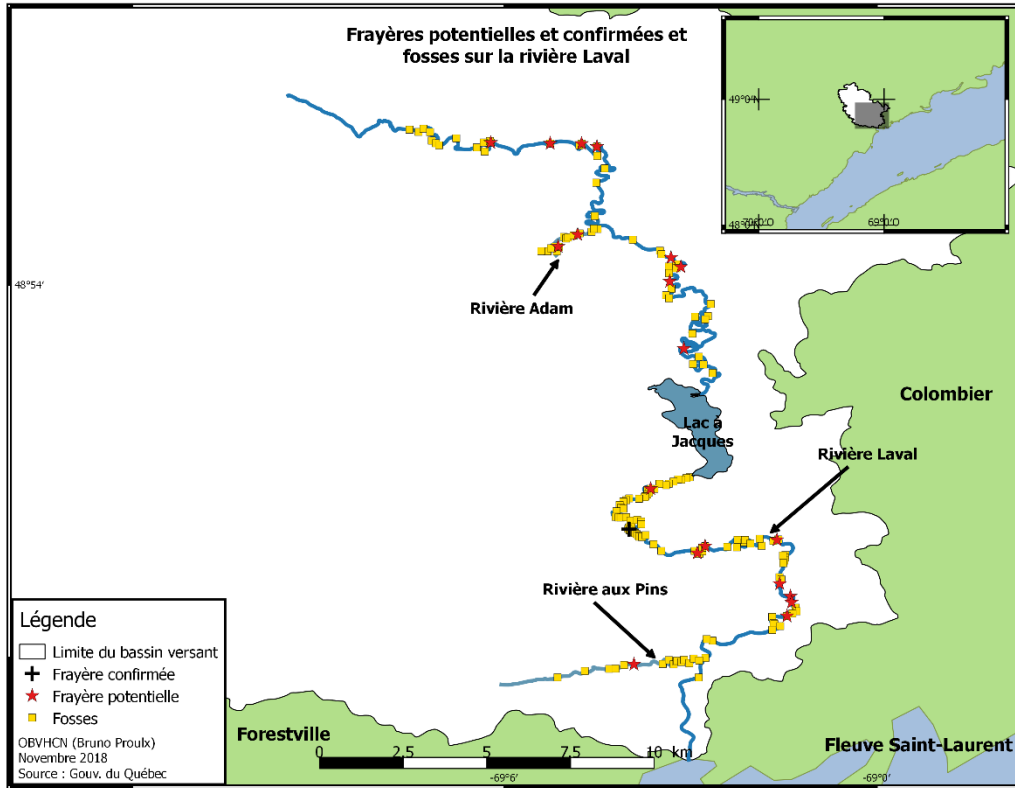 Frayères potentielles et confirmées et
fosses sur la rivière Laval
49°0'
48°0'
69°0'O
48°54'
Rivière Adam
Colombier
Lac à
Jacques
Rivière Laval
Rivière aux Pins
Légende
Limite du bassin versant
Frayère confirmée
Frayère potentielle
Fosses
OBVHCN (Bruno Proulx)
Novembre 2018
Source : Gouv. du Québec
Forestville
Fleuve Saint-Laurent
0 2.5 5 7.5 10 km
-69°6'
-69°0'